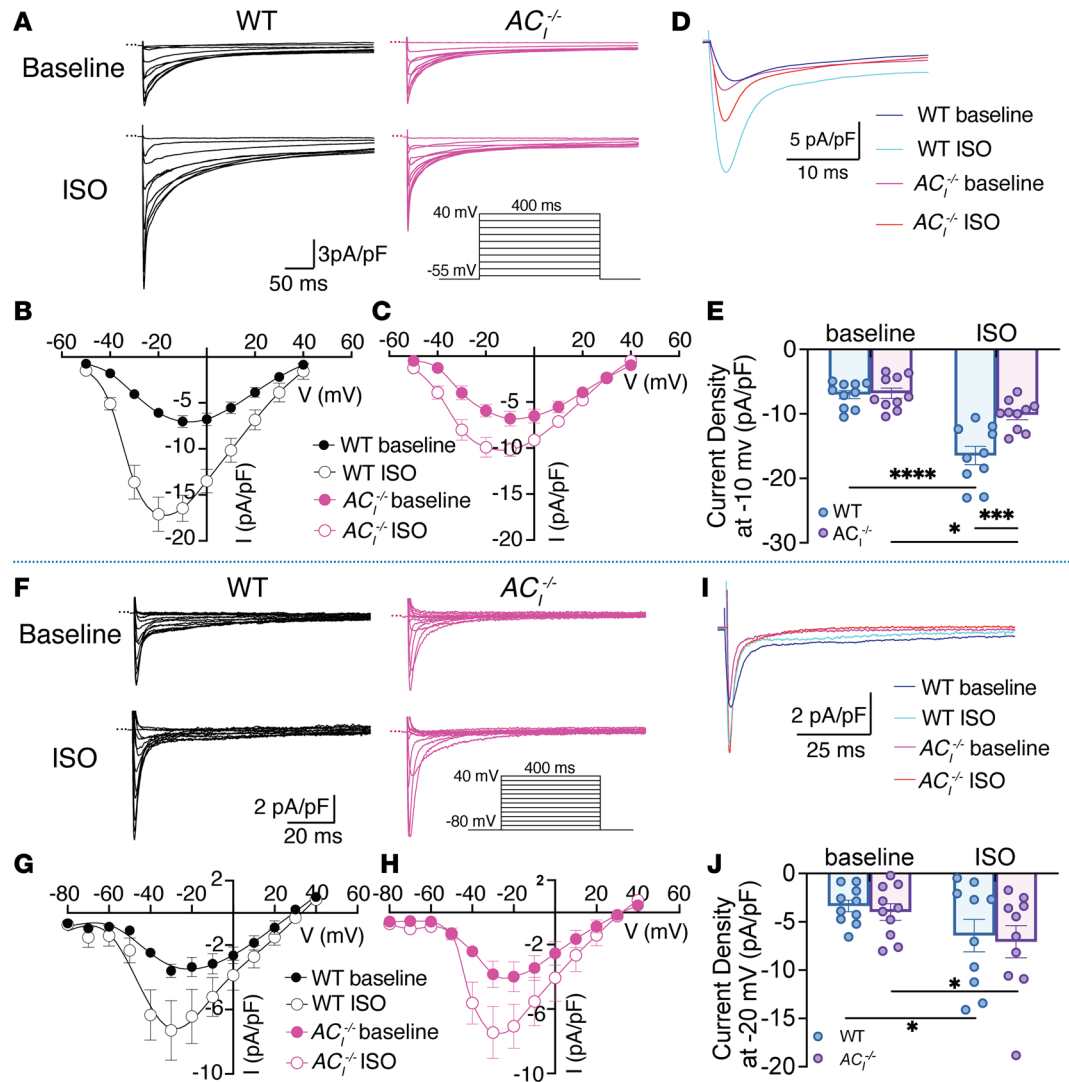 A
WT
AC_I^-/-
Baseline
ISO
40 mV
400 ms
-55 mV
3pA/pF
50 ms
D
5 pA/pF
10 ms
WT baseline
WT ISO
AC_I^-/- baseline
AC_I^-/- ISO
B
-60 -40 -20 0 20 40 60
V (mV)
-5
-10
-15
-20
I (pA/pF)
WT baseline
WT ISO
AC_I^-/- baseline
AC_I^-/- ISO
C
-60 -40 -20 0 20 40 60
V (mV)
-5
-10
-15
-20
I (pA/pF)
E
baseline ISO
0
-10
-20
-30
Current Density
at -10 mv (pA/pF)
****
***
*
WT
AC_I^-/-
F
WT
AC_I^-/-
Baseline
ISO
40 mV
400 ms
-80 mV
2 pA/pF
20 ms
I
2 pA/pF
25 ms
WT baseline
WT ISO
AC_I^-/- baseline
AC_I^-/- ISO
G
-80 -60 -40 -20 0 20 40 60
V (mV)
2
-2
-6
-10
I (pA/pF)
WT baseline
WT ISO
AC_I^-/- baseline
AC_I^-/- ISO
H
-80 -60 -40 -20 0 20 40 60
V (mV)
2
-2
-6
-10
I (pA/pF)
J
baseline ISO
0
-5
-10
-15
-20
Current Density
at -20 mV (pA/pF)
*
*
WT
AC_I^-/-